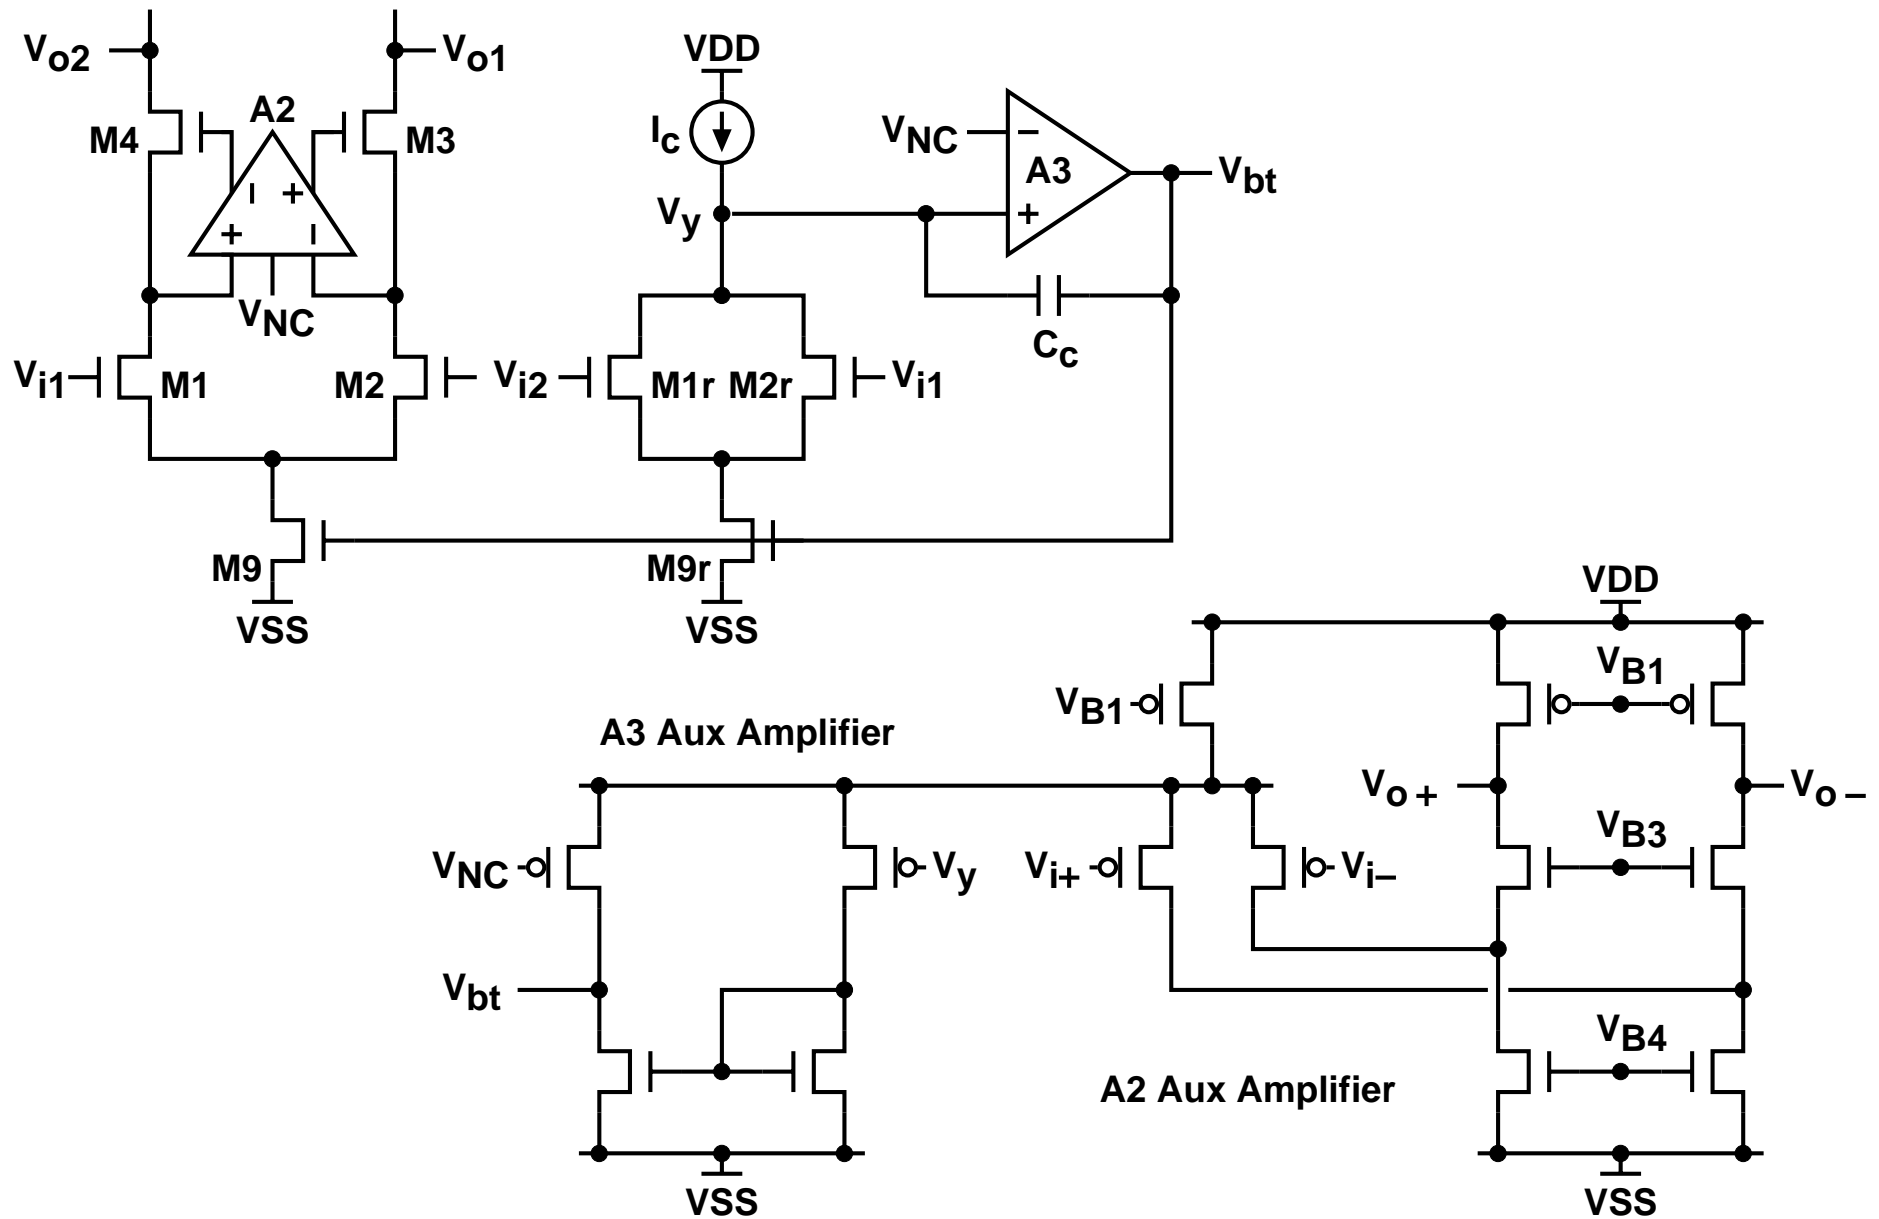 Vo2
Vo1
VDD
A2
M4
M3
Ic
VNC
−
A3
+
Vbt
− +
+ −
Vy
VNC
Cc
Vi1
M1
M2
Vi2
M1r
M2r
Vi1
M9
M9r
VSS
VSS
VDD
VB1
VB1
A3 Aux Amplifier
Vo+
Vo−
VB3
VNC
Vy
Vi+
Vi−
Vbt
VB4
A2 Aux Amplifier
VSS
VSS